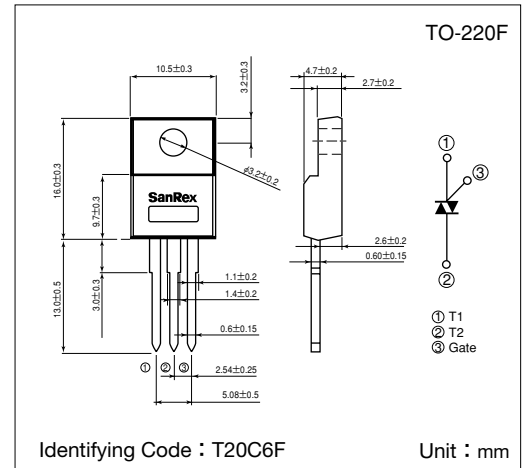 TO-220F
10.5±0.3
3.2±0.2
4.7±0.2
2.7±0.2
16.0±0.3
9.7±0.3
φ3.2±0.2
SanRex
① 
③
②
2.6±0.2
0.60±0.15
13.0±0.5
3.0±0.3
1.1±0.2
1.4±0.2
0.6±0.15
① ② ③
2.54±0.25
5.08±0.5
① T1
② T2
③ Gate
Identifying Code：T20C6F
Unit：mm